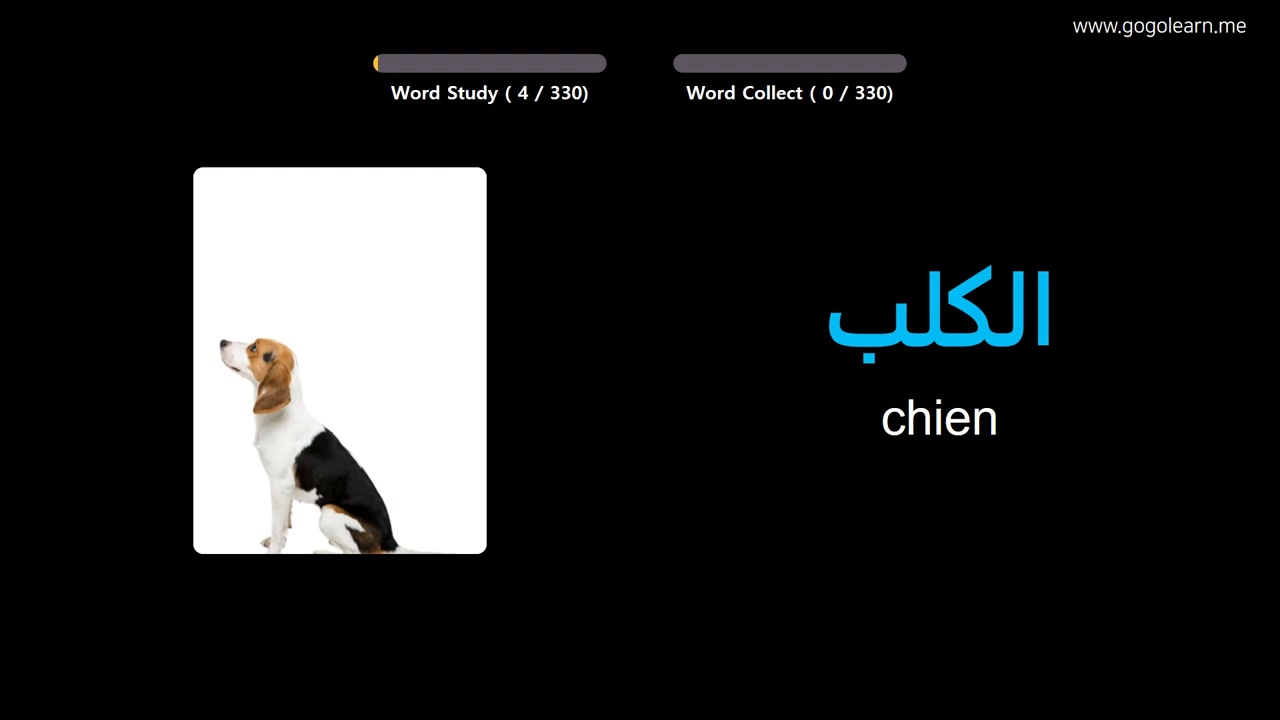 www.gogolearn.me
Word Study ( 4 / 330)
Word Collect ( 0 / 330)
الكلب
chien